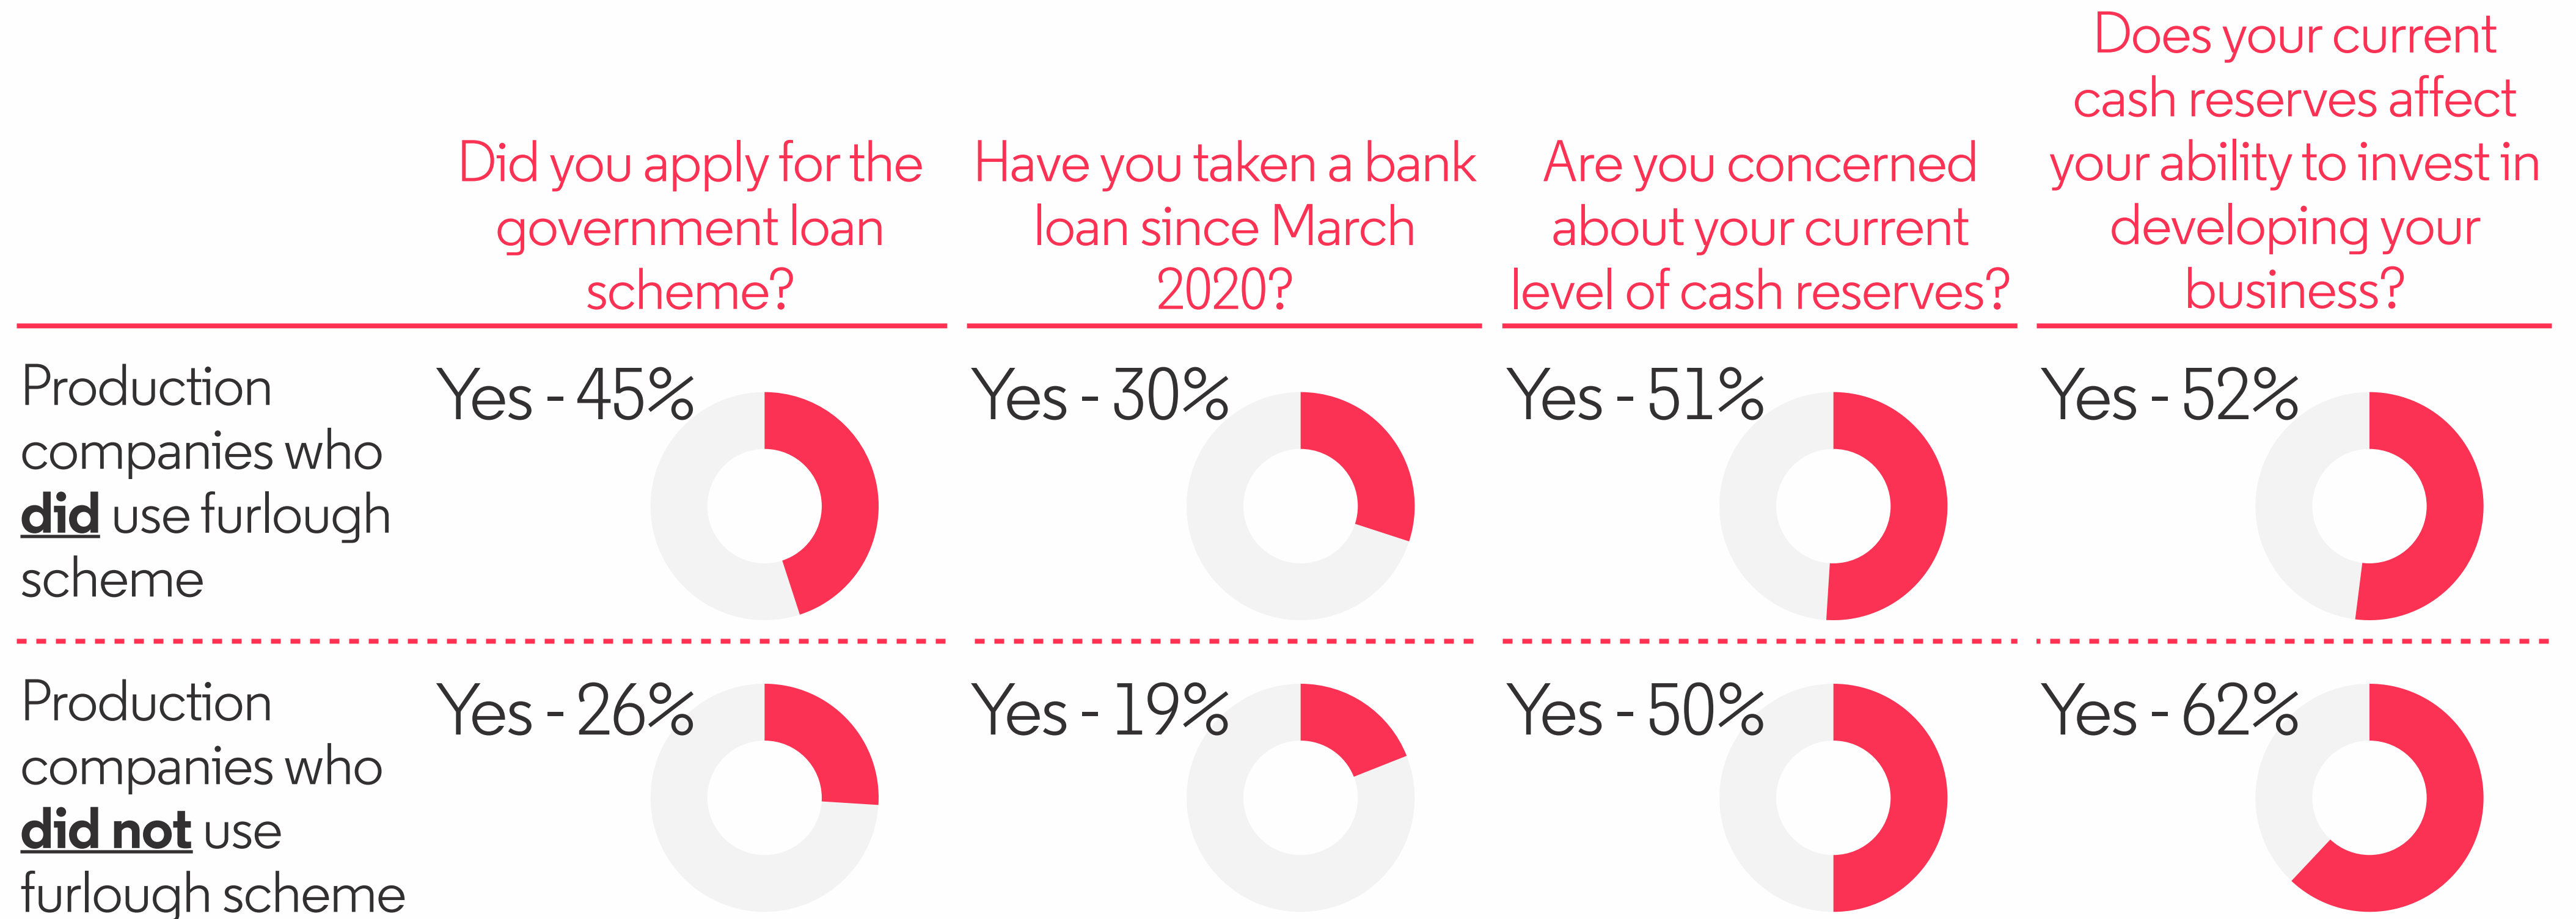 Did you apply for the
government loan
scheme?
Have you taken a bank
loan since March
2020?
Are you concerned
about your current
level of cash reserves?
Does your current
cash reserves affect
your ability to invest in
developing your
business?
Production
companies who
did use furlough
scheme
Yes - 45%
Yes - 30%
Yes - 51%
Yes - 52%
Production
companies who
did not use
furlough scheme
Yes - 26%
Yes - 19%
Yes - 50%
Yes - 62%